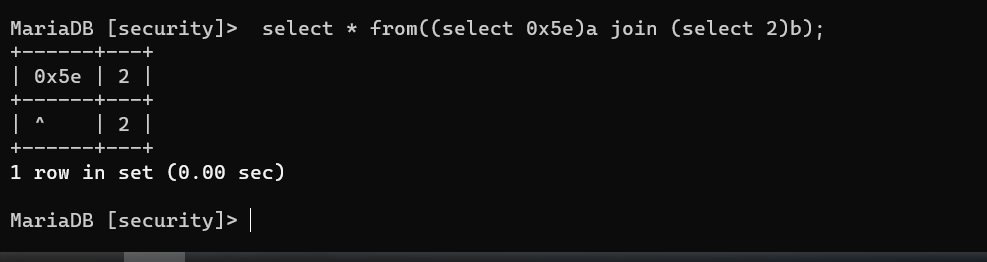 MariaDB [security]>  select * from((select 0x5e)a join (select 2)b);
+------+---+
| 0x5e | 2 |
+------+---+
| ^    | 2 |
+------+---+
1 row in set (0.00 sec)
MariaDB [security]>